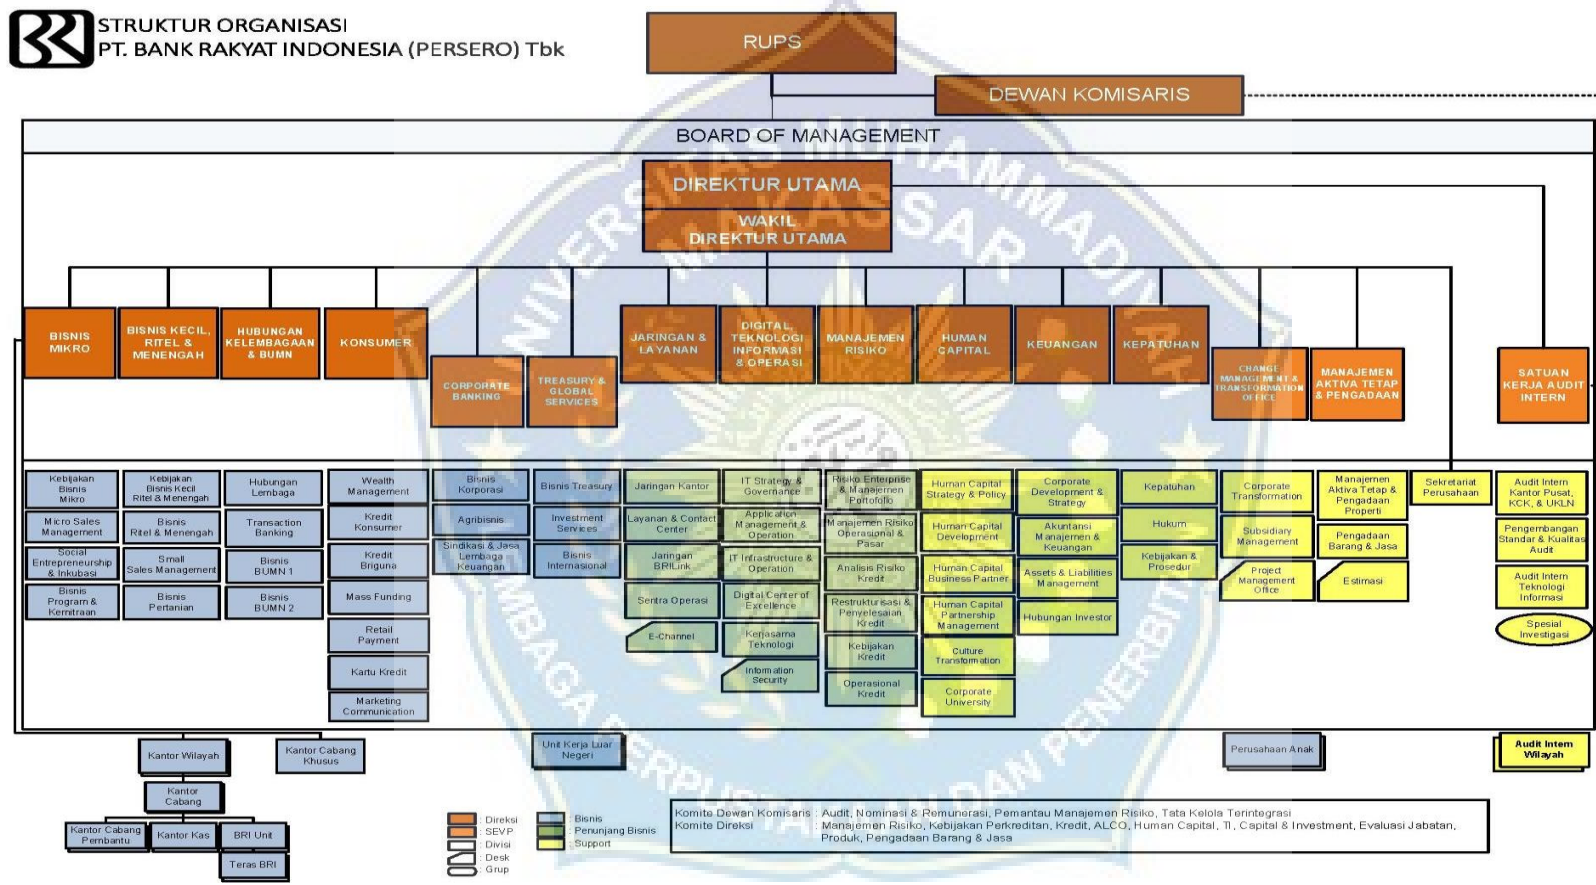 BRI
STRUKTUR ORGANISASI
PT. BANK RAKYAT INDONESIA (PERSERO) Tbk
RUPS
DEWAN KOMISARIS
BOARD OF MANAGEMENT
DIREKTUR UTAMA
WAKIL
DIREKTUR UTAMA
BISNIS
MIKRO
BISNIS KECIL,
RITEL &
MENENGAH
HUBUNGAN
KELEMBAGAAN
& BUMN
KONSUMER
CORPORATE
BANKING
TREASURY &
GLOBAL
SERVICES
JARINGAN &
LAYANAN
DIGITAL,
TEKNOLOGI
INFORMASI
& OPERASI
MANAJEMEN
RISIKO
HUMAN
CAPITAL
KEUANGAN
KEPATUHAN
CHANGE
MANAGEMENT &
TRANSFORMATION
OFFICE
MANAJEMEN
AKTIVA TETAP
& PENGADAAN
SATUAN
KERJA AUDIT
INTERN
Kebijakan
Bisnis
Mikro
Micro Sales
Management
Social
Entrepreneurship
& Inkubasi
Bisnis
Program &
Kemitraan
Kebijakan
Bisnis Kecil
Ritel & Menengah
Bisnis
Ritel & Menengah
Small
Sales Management
Bisnis
Pertanian
Hubungan
Lembaga
Transaction
Banking
Bisnis
BUMN 1
Bisnis
BUMN 2
Wealth
Management
Kredit
Konsumer
Kredit
Briguna
Mass Funding
Retail
Payment
Kartu Kredit
Marketing
Communication
Bisnis
Korporasi
Agribisnis
Sindikasi & Jasa
Lembaga
Keuangan
Bisnis Treasury
Investment
Services
Bisnis
Internasional
Jaringan Kantor
Layanan & Contact
Center
Jaringan
BRILink
Sentra Operasi
E-Channel
IT Strategy &
Governance
Application
Management &
Operation
IT Infrastructure &
Operation
Digital Center of
Excellence
Kerjasama
Teknologi
Information
Security
Risiko Enterprise
& Manajemen
Portofolio
Manajemen Risiko
Operasional &
Pasar
Analisis Risiko
Kredit
Restrukturisasi &
Penyelesaian
Kredit
Kebijakan
Kredit
Operasional
Kredit
Human Capital
Strategy & Policy
Human Capital
Development
Human Capital
Business Partner
Human Capital
Partnership
Management
Culture
Transformation
Corporate
University
Corporate
Development &
Strategy
Akuntansi
Manajemen &
Keuangan
Assets & Liabilities
Management
Hubungan Investor
Kepatuhan
Hukum
Kebijakan &
Prosedur
Corporate
Transformation
Subsidiary
Management
Project
Management
Office
Manajemen
Aktiva Tetap &
Pengadaan
Properti
Pengadaan
Barang & Jasa
Estimasi
Sekretariat
Perusahaan
Audit Intern
Kantor Pusat,
KCK, & UKLN
Pengembangan
Standar & Kualitas
Audit
Audit Intern
Teknologi
Informasi
Spesial
Investigasi
Kantor Wilayah
Kantor Cabang
Khusus
Unit Kerja Luar
Negeri
Perusahaan Anak
Audit Intern
Wilayah
Kantor
Cabang
Kantor Cabang
Pembantu
Kantor Kas
BRI Unit
Teras BRI
: Direksi
: SEVP
: Divisi
: Desk
: Grup
: Bisnis
: Penunjang Bisnis
: Support
Komite Dewan Komisaris : Audit, Nominasi & Remunerasi, Pemantau Manajemen Risiko, Tata Kelola Terintegrasi
Komite Direksi : Manajemen Risiko, Kebijakan Perkreditan, Kredit, ALCO, Human Capital, TI, Capital & Investment, Evaluasi Jabatan,
Produk, Pengadaan Barang & Jasa
UNIVERSITAS MUHAMMADIYAH
MAKASSAR
LEMBAGA PERPUSTAKAAN DAN PENERBITAN